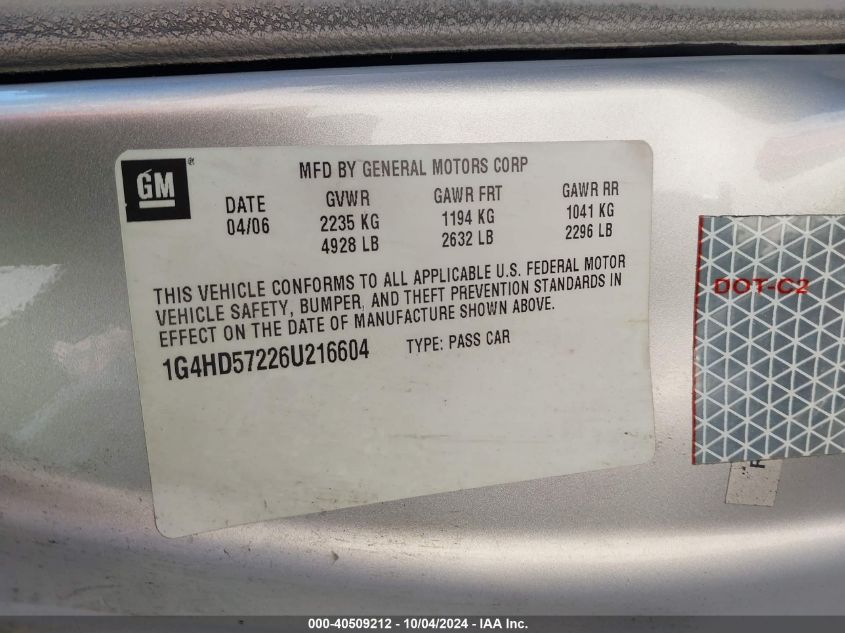 MFD BY GENERAL MOTORS CORP
GM®
DATE GVWR GAWR FRT GAWR RR
04/06 2235 KG 1194 KG 1041 KG
4928 LB 2632 LB 2296 LB
THIS VEHICLE CONFORMS TO ALL APPLICABLE U.S. FEDERAL MOTOR
VEHICLE SAFETY, BUMPER, AND THEFT PREVENTION STANDARDS IN
EFFECT ON THE DATE OF MANUFACTURE SHOWN ABOVE.
1G4HD57226U216604 TYPE: PASS CAR
DOT-C2
000-40509212 - 10/04/2024 - IAA Inc.